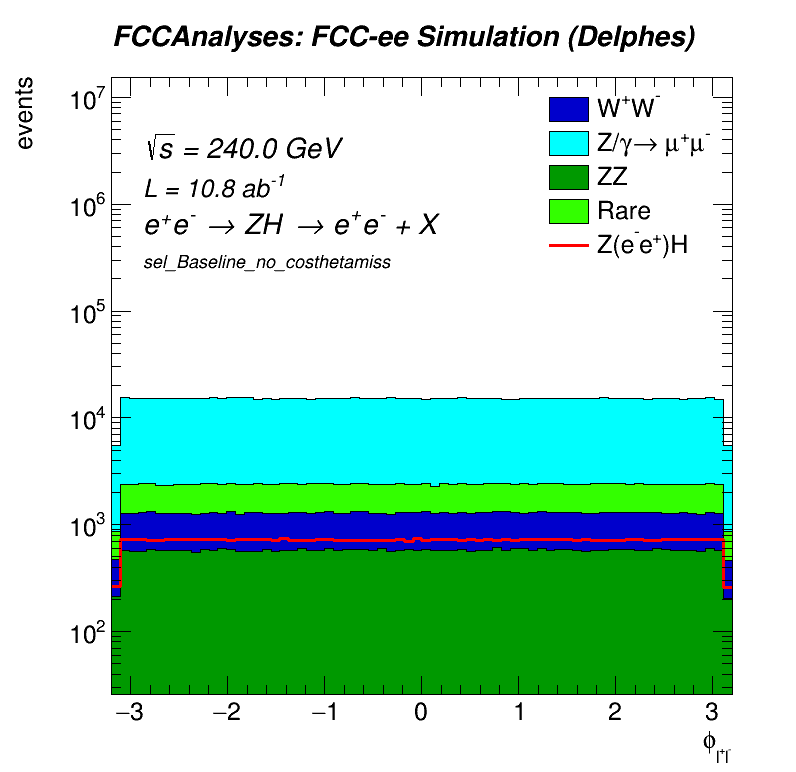 FCCAnalyses: FCC-ee Simulation (Delphes)
events
10⁷
10⁶
10⁵
10⁴
10³
10²
√s = 240.0 GeV
L = 10.8 ab⁻¹
e⁺e⁻ → ZH → e⁺e⁻ + X
sel_Baseline_no_costhetamiss
W⁺W⁻
Z/γ→ μ⁺μ⁻
ZZ
Rare
Z(e⁻e⁺)H
−3 −2 −1 0 1 2 3
ϕ_l⁺l⁻